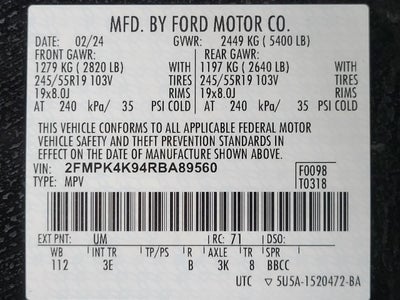 MFD. BY FORD MOTOR CO.
DATE: 02/24 GVWR: 2449 KG ( 5400 LB)
FRONT GAWR: REAR GAWR:
1279 KG ( 2820 LB) WITH 1197 KG ( 2640 LB) WITH
245/55R19 103V TIRES 245/55R19 103V TIRES
19x8.0J RIMS 19x8.0J RIMS
AT 240 kPa/ 35 PSI COLD AT 240 kPa/ 35 PSI COLD
THIS VEHICLE CONFORMS TO ALL APPLICABLE FEDERAL MOTOR
VEHICLE SAFETY AND THEFT PREVENTION STANDARDS IN
EFFECT ON THE DATE OF MANUFACTURE SHOWN ABOVE.
VIN: 2FMPK4K94RBA89560 F0098
TYPE: MPV T0318
EXT PNT: UM RC: 71 DSO:
WB INT TR TP/PS R AXLE TR SPR
112 3E B 3K 8 BBCC
UTC ▽ 5U5A-1520472-BA